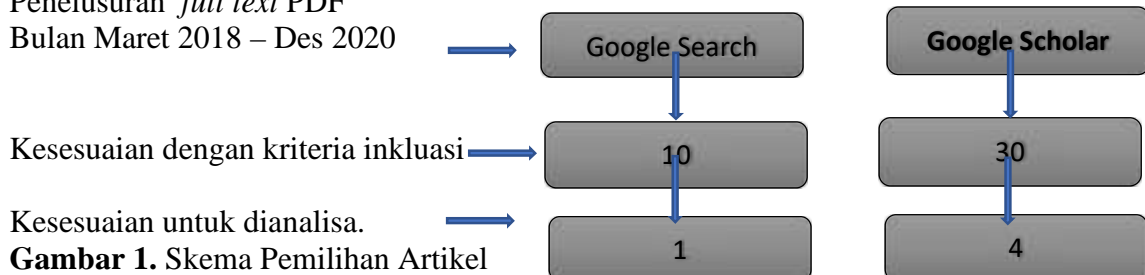 Penelusuran full text PDF
Bulan Maret 2018 – Des 2020
Google Search
Google Scholar
Kesesuaian dengan kriteria inkluasi
10
30
Kesesuaian untuk dianalisa.
1
4
Gambar 1. Skema Pemilihan Artikel